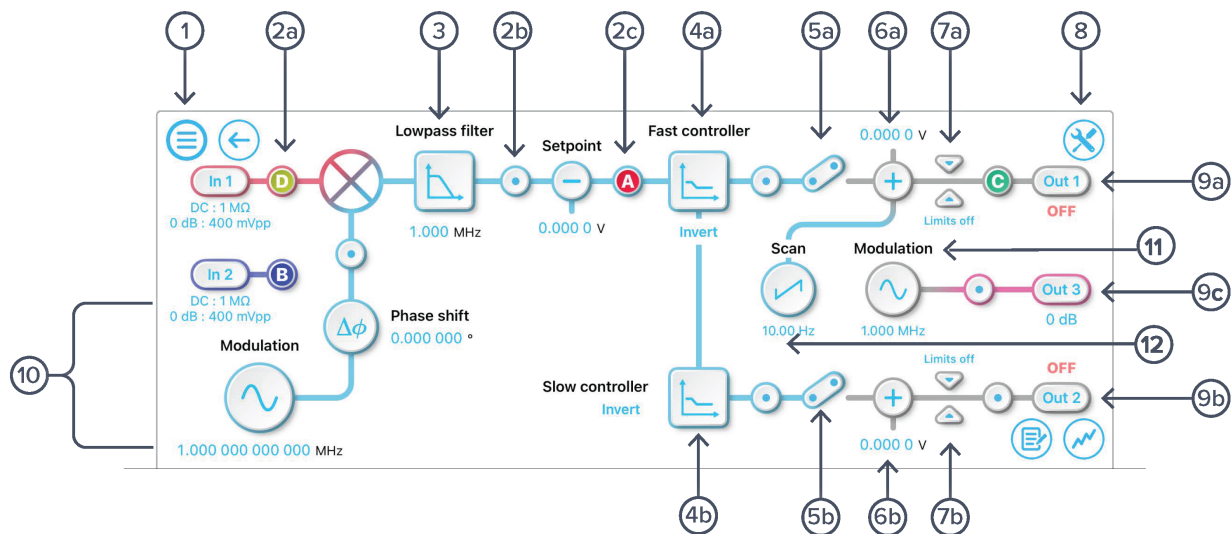 1
2a
3
2b
2c
4a
5a
6a
7a
8
Lowpass filter
Setpoint
Fast controller
0.000 0 V
In 1
D
A
C
Out 1
9a
DC : 1 MΩ
0 dB : 400 mVpp
1.000 MHz
0.000 0 V
Invert
Limits off
OFF
In 2
B
Scan
Modulation
11
DC : 1 MΩ
0 dB : 400 mVpp
Out 3
9c
Δϕ
Phase shift
0.000 000 °
10.00 Hz
1.000 MHz
0 dB
12
10
Modulation
Limits off
OFF
Slow controller
Invert
Out 2
9b
1.000 000 000 000 MHz
0.000 0 V
4b
5b
6b
7b